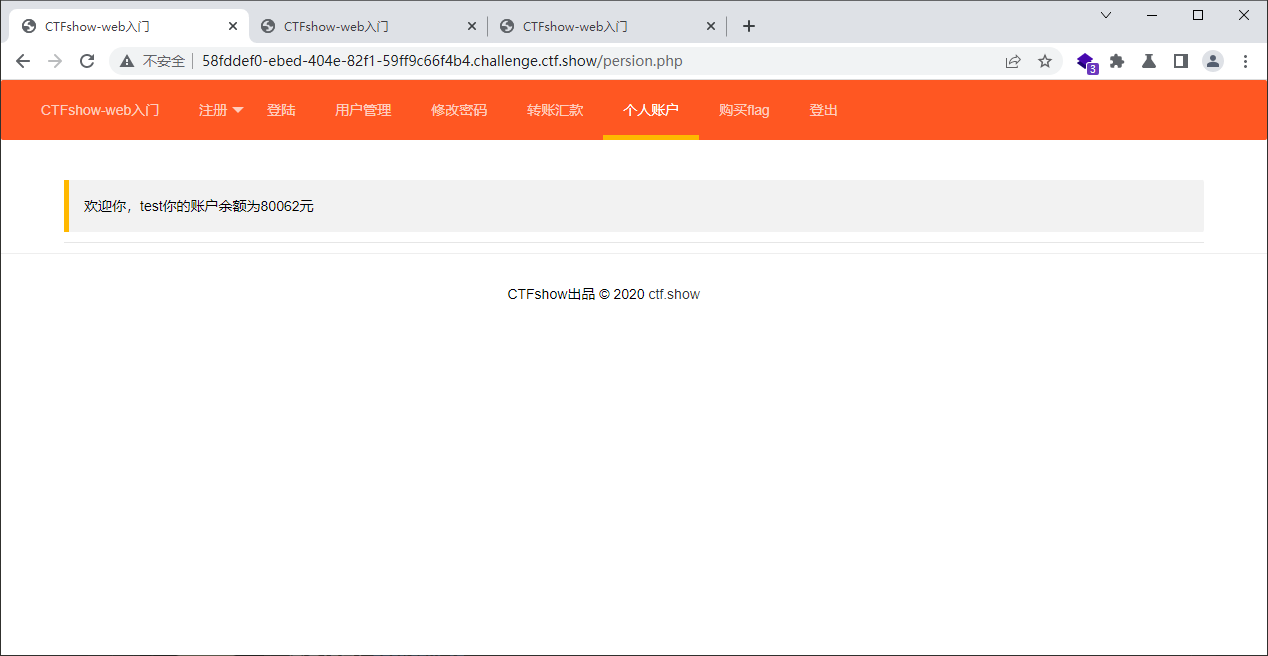 CTFshow-web入门 CTFshow-web入门 CTFshow-web入门
不安全 58fddef0-ebed-404e-82f1-59ff9c66f4b4.challenge.ctf.show/persion.php 3
CTFshow-web入门 注册 登陆 用户管理 修改密码 转账汇款 个人账户 购买flag 登出
欢迎你，test你的账户余额为80062元
CTFshow出品 © 2020 ctf.show